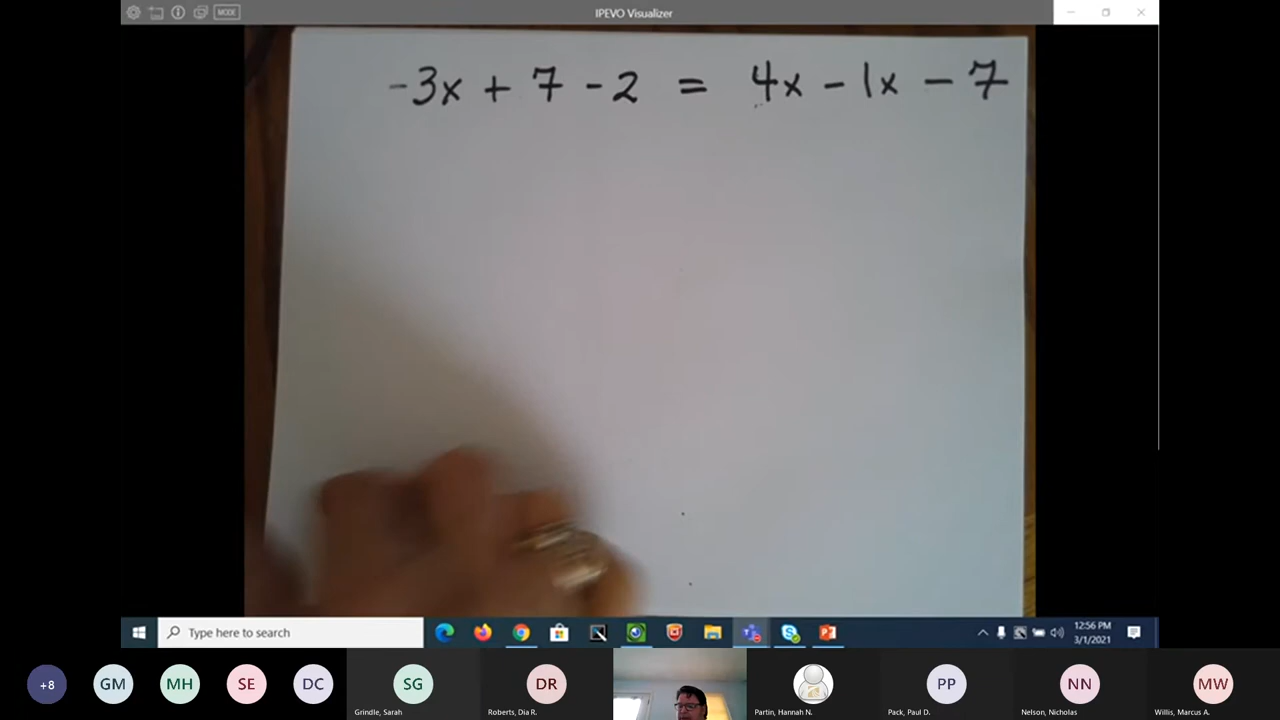 IPEVO Visualizer
MODE
-3x + 7 - 2 = 4x - 1x - 7
Type here to search
12:56 PM
3/1/2021
+8
GM
MH
SE
DC
SG
DR
PP
NN
MW
Grindle, Sarah
Roberts, Dia R.
Partin, Hannah N.
Pack, Paul D.
Nelson, Nicholas
Willis, Marcus A.